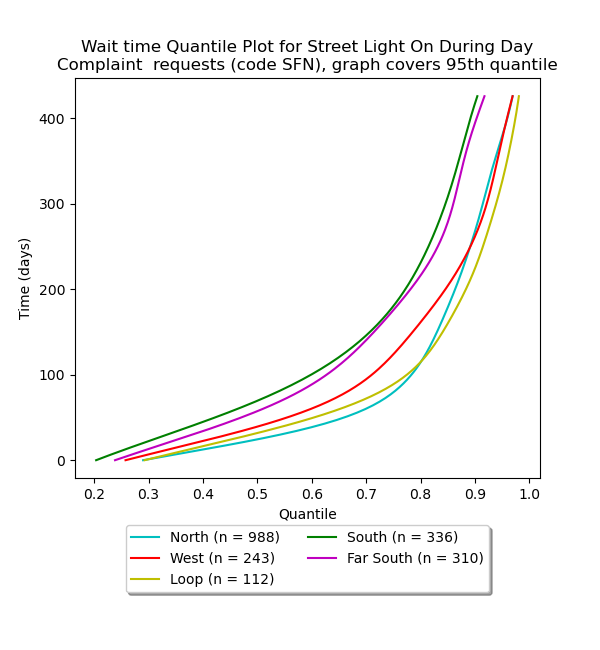 Wait time Quantile Plot for Street Light On During Day
Complaint  requests (code SFN), graph covers 95th quantile
400
300
200
100
0
Time (days)
0.2 0.3 0.4 0.5 0.6 0.7 0.8 0.9 1.0
Quantile
North (n = 988)
West (n = 243)
Loop (n = 112)
South (n = 336)
Far South (n = 310)